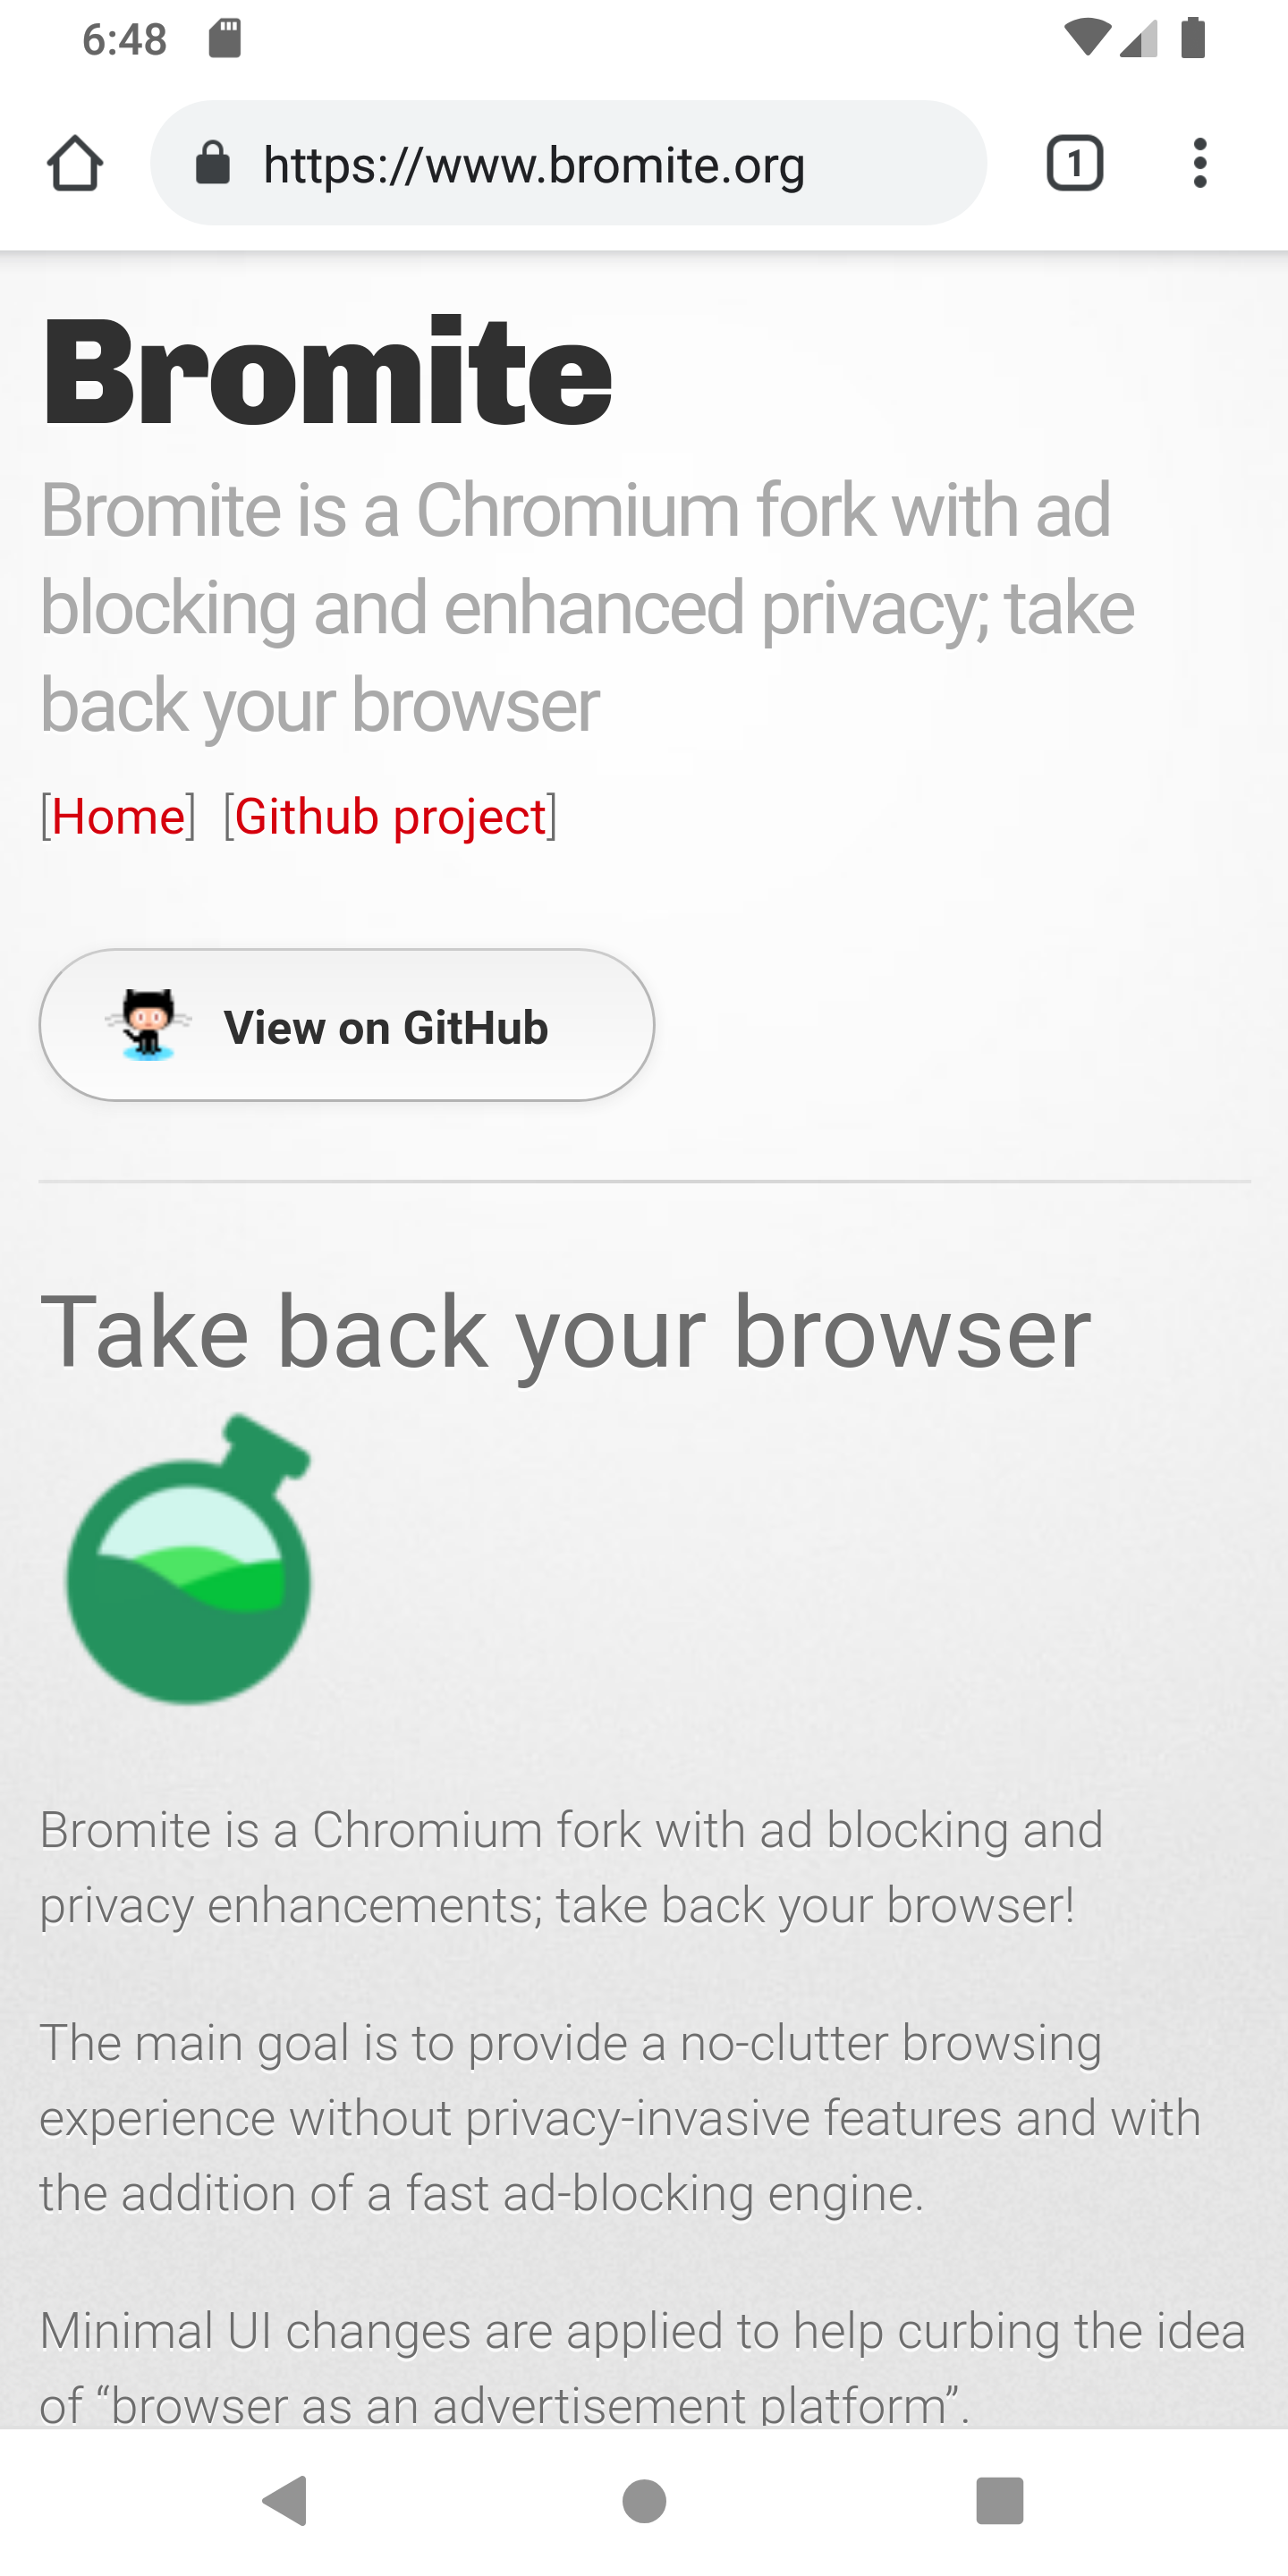 6:48
https://www.bromite.org
1
Bromite
Bromite is a Chromium fork with ad
blocking and enhanced privacy; take
back your browser
[Home] [Github project]
View on GitHub
Take back your browser
Bromite is a Chromium fork with ad blocking and
privacy enhancements; take back your browser!
The main goal is to provide a no-clutter browsing
experience without privacy-invasive features and with
the addition of a fast ad-blocking engine.
Minimal UI changes are applied to help curbing the idea
of “browser as an advertisement platform”.